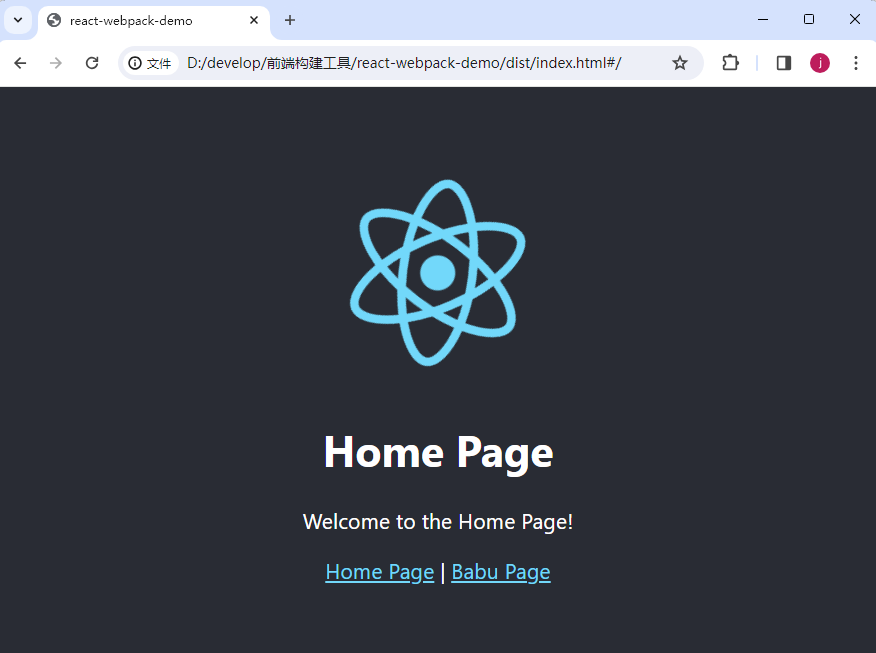 react-webpack-demo
文件 D:/develop/前端构建工具/react-webpack-demo/dist/index.html#/
j
Home Page
Welcome to the Home Page!
Home Page | Babu Page